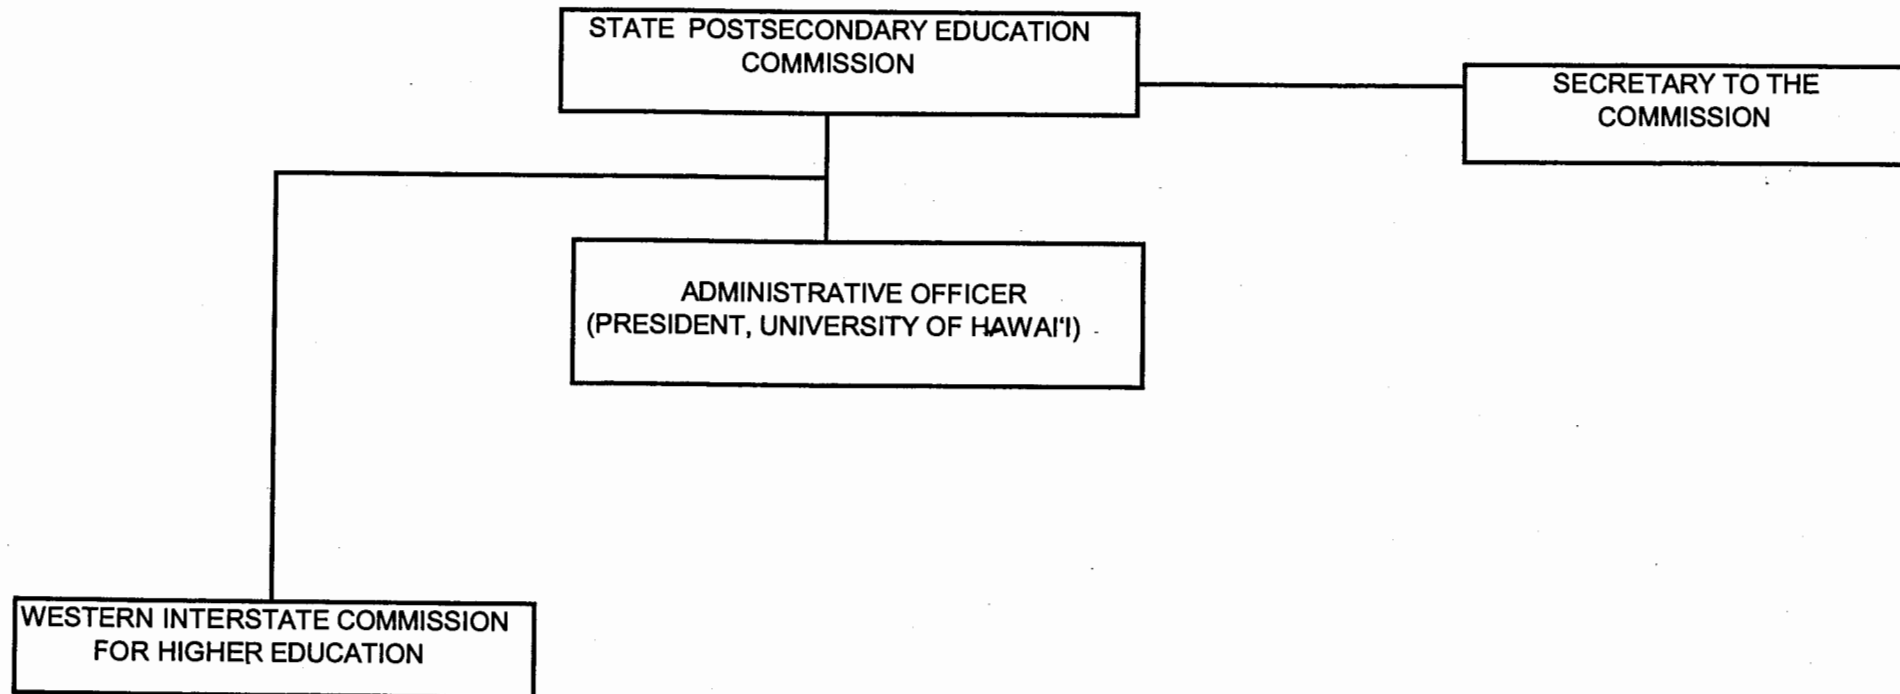 STATE POSTSECONDARY EDUCATION
COMMISSION
SECRETARY TO THE
COMMISSION
ADMINISTRATIVE OFFICER
(PRESIDENT, UNIVERSITY OF HAWAI‘I)
WESTERN INTERSTATE COMMISSION
FOR HIGHER EDUCATION